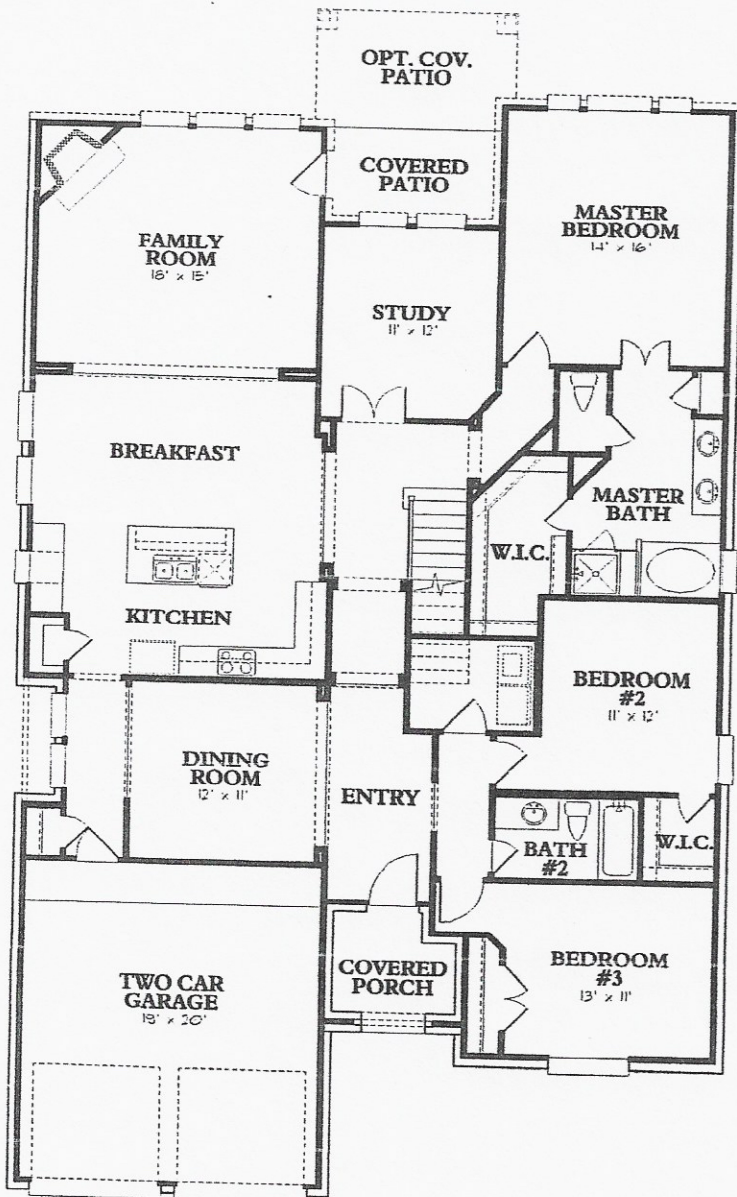 OPT. COV.
PATIO
COVERED
PATIO
MASTER
BEDROOM
14' x 16'
FAMILY
ROOM
18' x 15'
STUDY
11' x 12'
BREAKFAST
MASTER
BATH
W.I.C.
KITCHEN
BEDROOM
#2
11' x 12'
DINING
ROOM
12' x 11'
ENTRY
BATH
#2
W.I.C.
TWO CAR
GARAGE
18' x 20'
COVERED
PORCH
BEDROOM
#3
13' x 11'